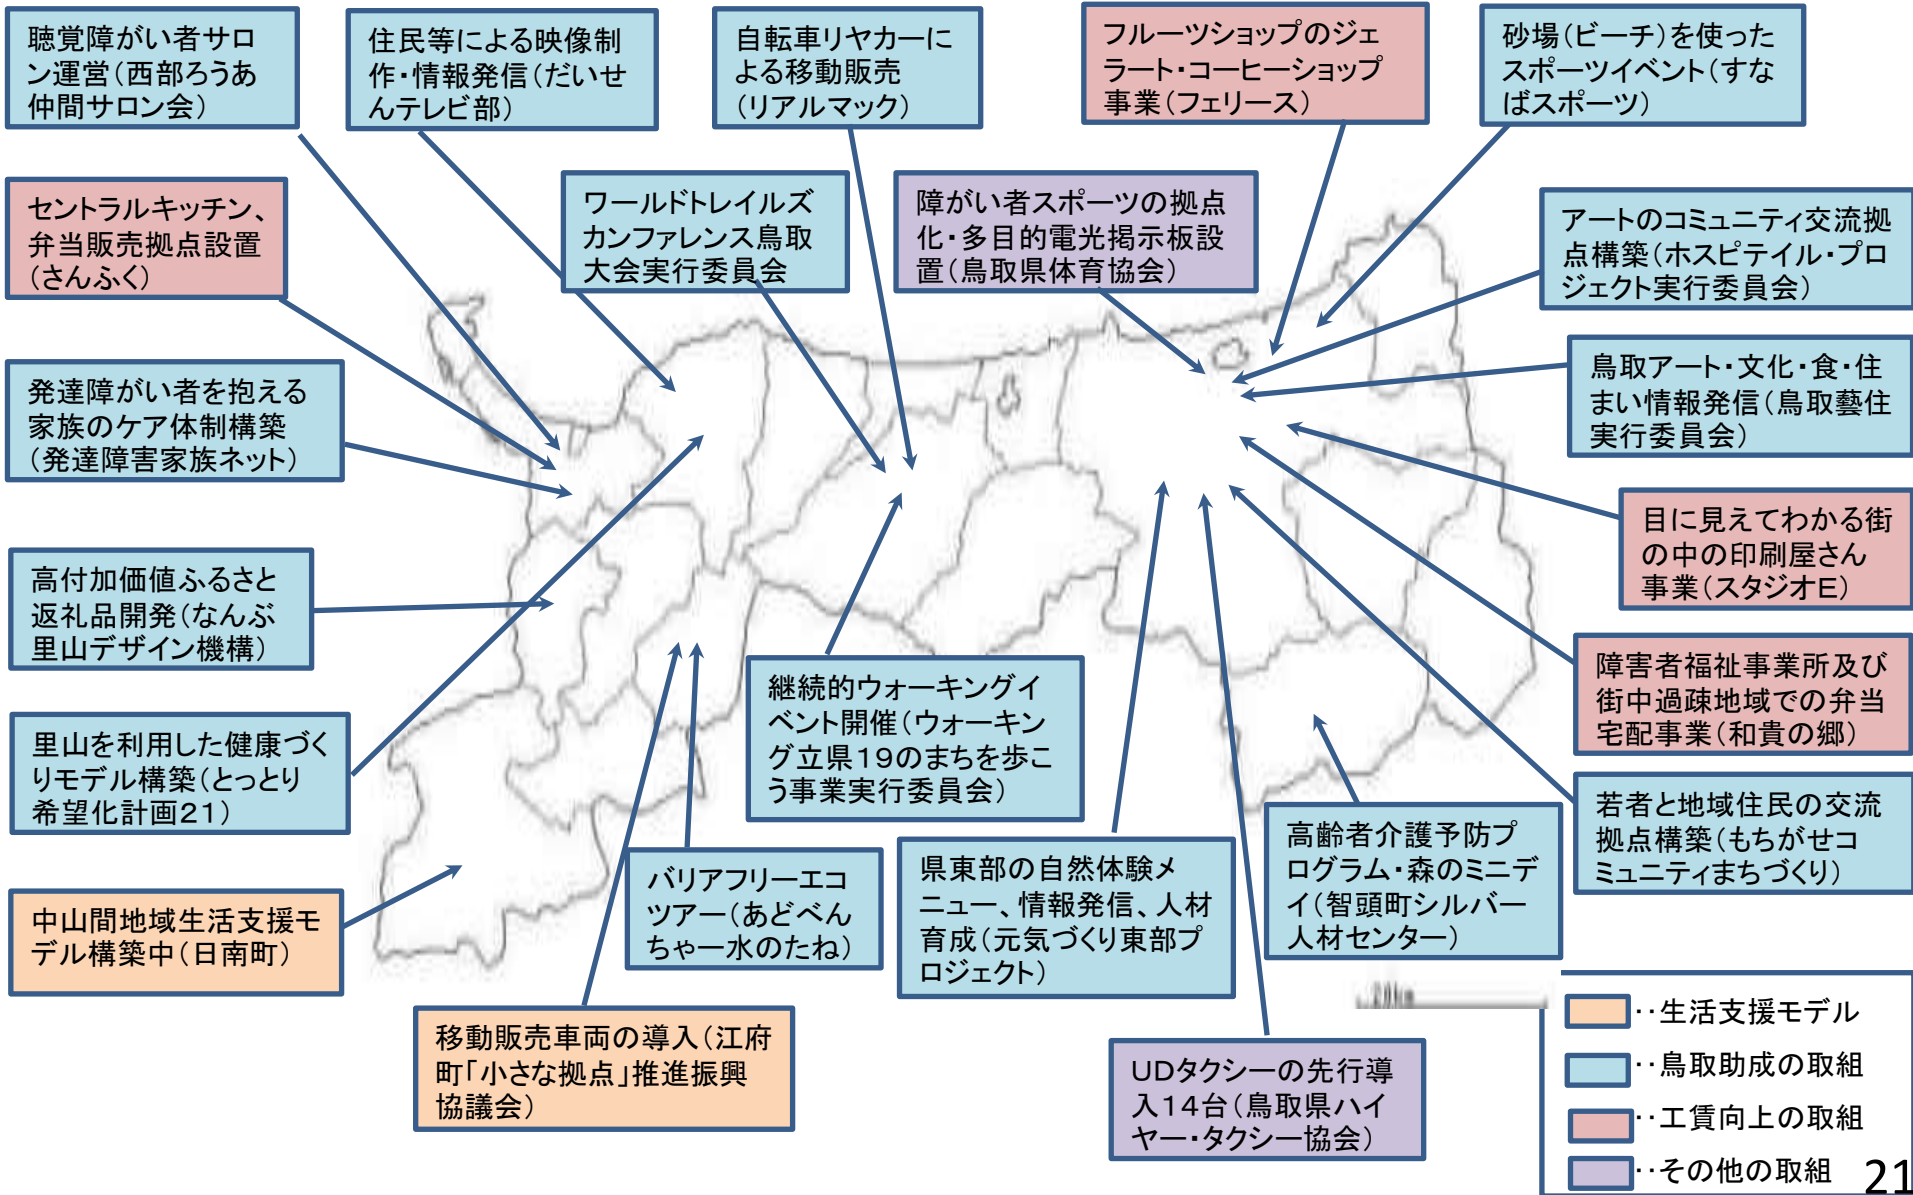 聴覚障がい者サロ
ン運営(西部ろうあ
仲間サロン会)
住民等による映像制
作・情報発信(だいせ
んテレビ部)
自転車リヤカーに
よる移動販売
(リアルマック)
フルーツショップのジェ
ラート・コーヒーショップ
事業(フェリース)
砂場(ビーチ)を使った
スポーツイベント(すな
ばスポーツ)
セントラルキッチン、
弁当販売拠点設置
(さんふく)
ワールドトレイルズ
カンファレンス鳥取
大会実行委員会
障がい者スポーツの拠点
化・多目的電光掲示板設
置(鳥取県体育協会)
アートのコミュニティ交流拠
点構築(ホスピテイル・プロ
ジェクト実行委員会)
発達障がい者を抱える
家族のケア体制構築
(発達障害家族ネット)
鳥取アート・文化・食・住
まい情報発信(鳥取藝住
実行委員会)
目に見えてわかる街
の中の印刷屋さん
事業(スタジオE)
高付加価値ふるさと
返礼品開発(なんぶ
里山デザイン機構)
障害者福祉事業所及び
街中過疎地域での弁当
宅配事業(和貴の郷)
継続的ウォーキングイ
ベント開催(ウォーキン
グ立県19のまちを歩こ
う事業実行委員会)
里山を利用した健康づく
りモデル構築(とっとり
希望化計画21)
若者と地域住民の交流
拠点構築(もちがせコ
ミュニティまちづくり)
高齢者介護予防プ
ログラム・森のミニデ
イ(智頭町シルバー
人材センター)
バリアフリーエコ
ツアー(あどべん
ちゃー水のたね)
県東部の自然体験メ
ニュー、情報発信、人材
育成(元気づくり東部プ
ロジェクト)
中山間地域生活支援モ
デル構築中(日南町)
移動販売車両の導入(江府
町「小さな拠点」推進振興
協議会)
UDタクシーの先行導
入14台(鳥取県ハイ
ヤー・タクシー協会)
20km
‥生活支援モデル
‥鳥取助成の取組
‥工賃向上の取組
‥その他の取組
21